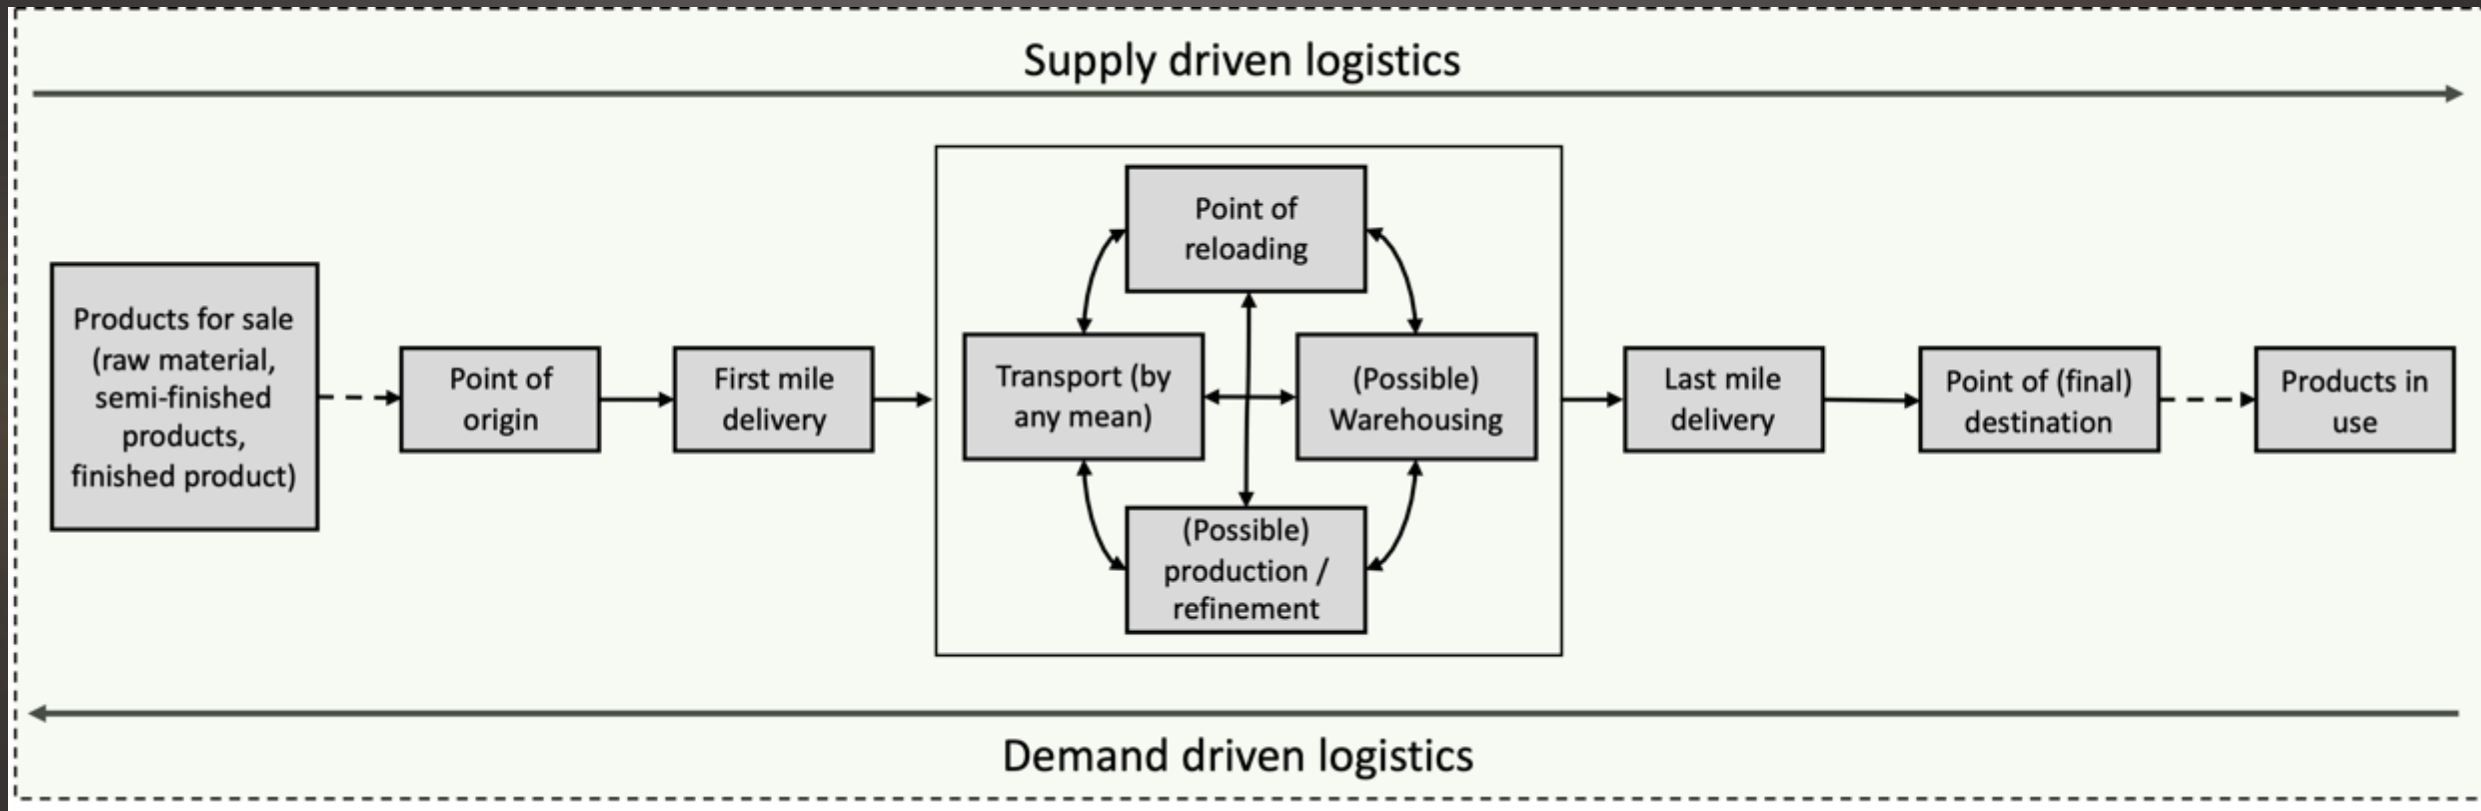 Supply driven logistics
Products for sale
(raw material,
semi-finished
products,
finished product)
Point of
origin
First mile
delivery
Point of
reloading
Transport (by
any mean)
(Possible)
Warehousing
(Possible)
production /
refinement
Last mile
delivery
Point of (final)
destination
Products in
use
Demand driven logistics